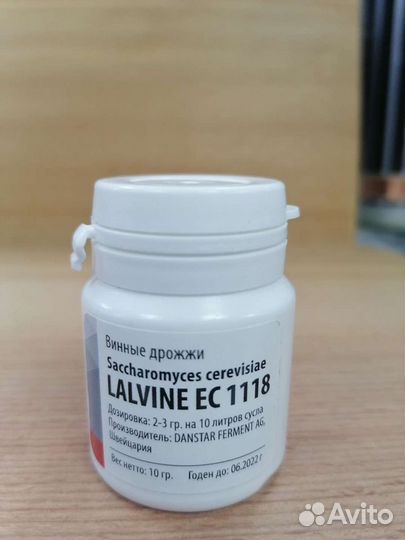 Винные дрожжи
Saccharomyces cerevisiae
LALVINE EC 1118
Дозировка: 2-3 гр. на 10 литров сусла
Производитель: DANSTAR FERMENT AG,
Швейцария
Вес нетто: 10 гр. Годен до: 06.2022 г
Avito